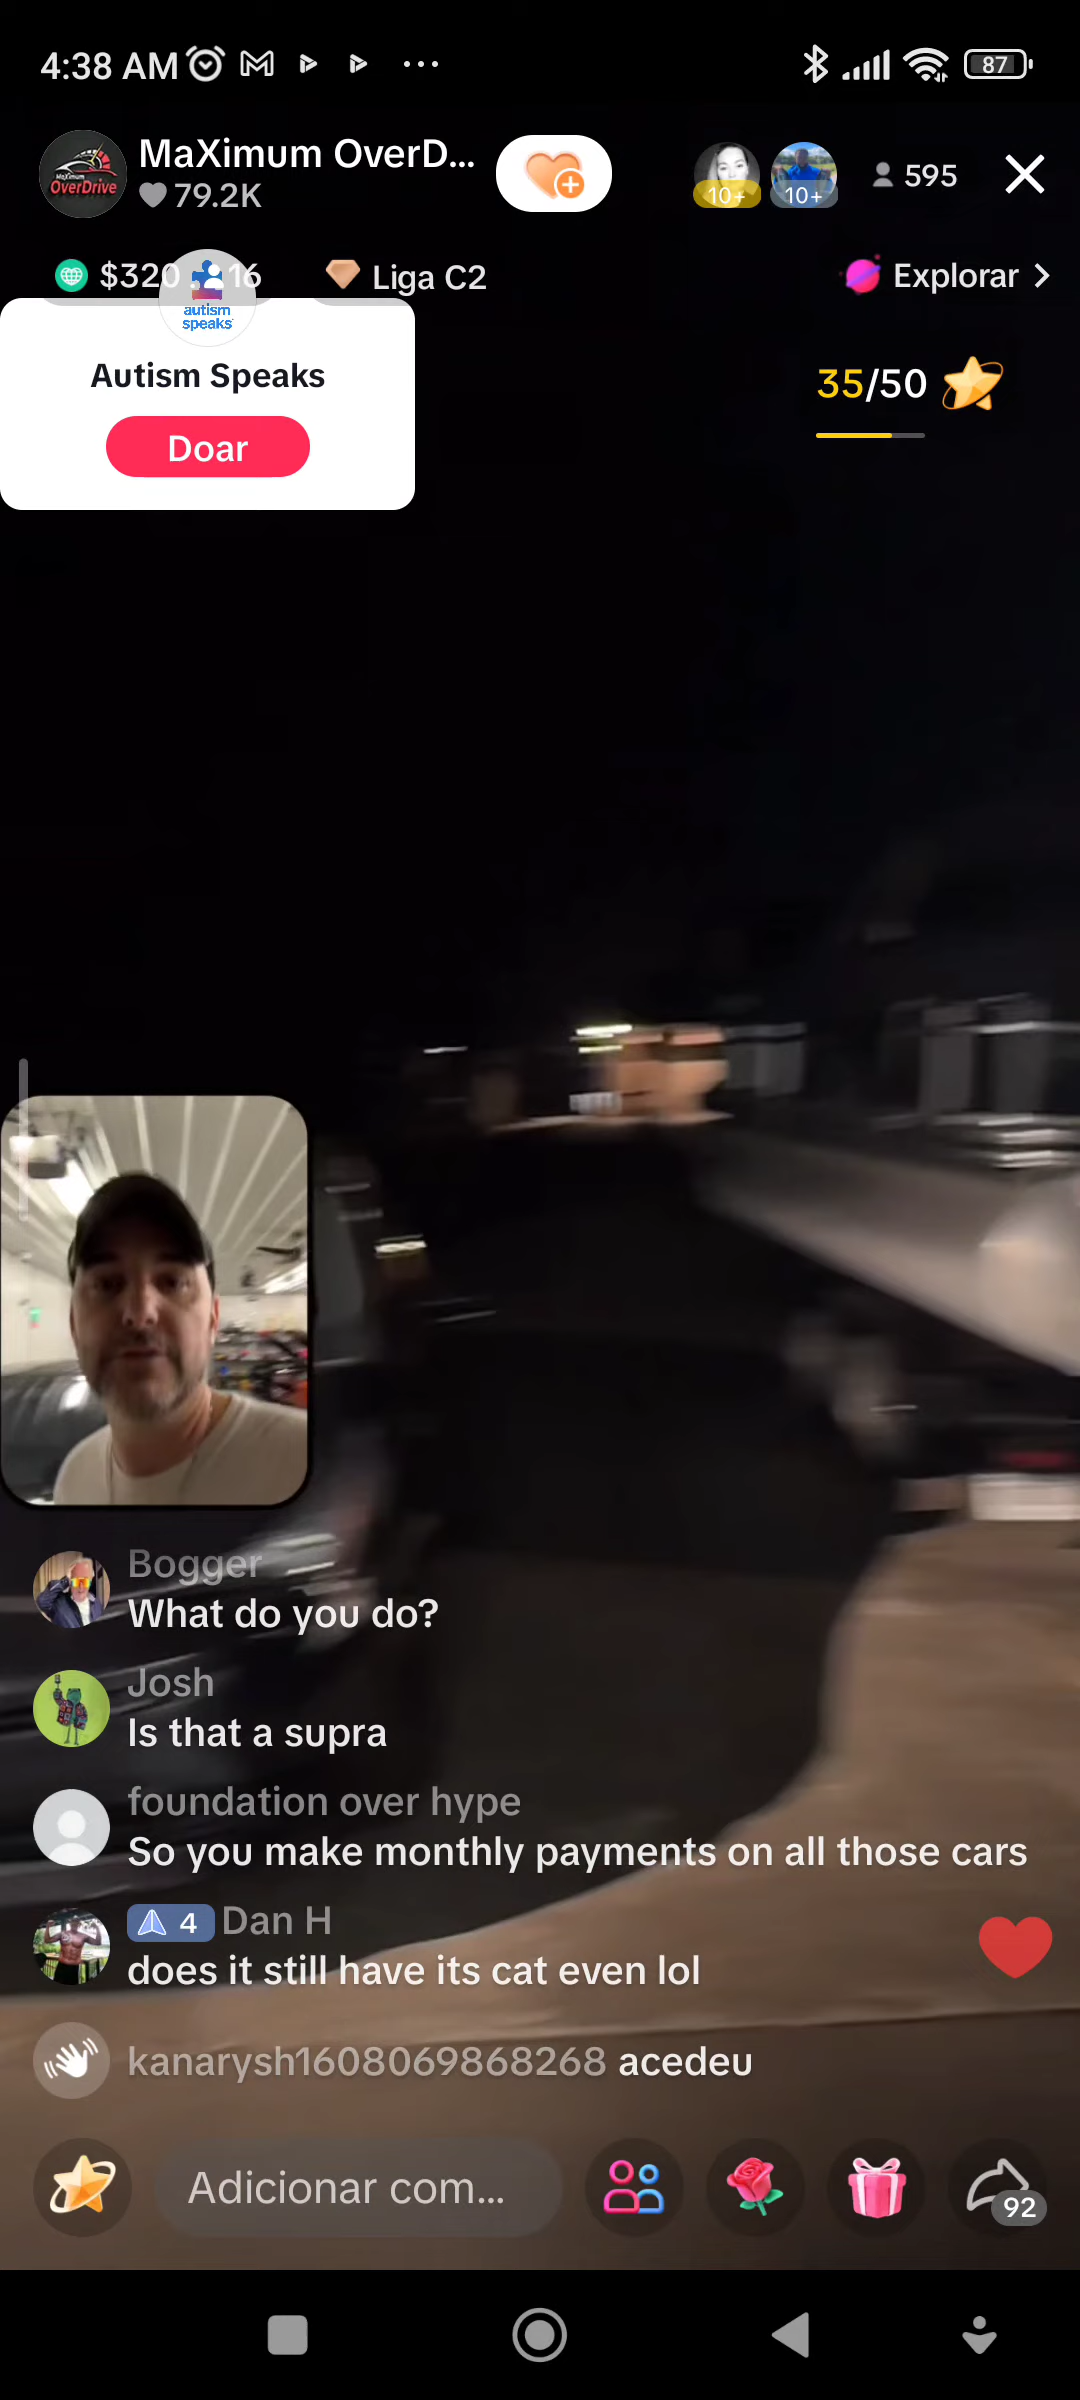 4:38 AM
87
MaXimum OverD...
79.2K
10+
10+
595
MaXimum
OverDrive
$320
16
Liga C2
Explorar
autism
speaks
Autism Speaks
Doar
35/50
Bogger
What do you do?
Josh
Is that a supra
foundation over hype
So you make monthly payments on all those cars
4 Dan H
does it still have its cat even lol
kanarysh1608069868268 acedeu
Adicionar com...
92